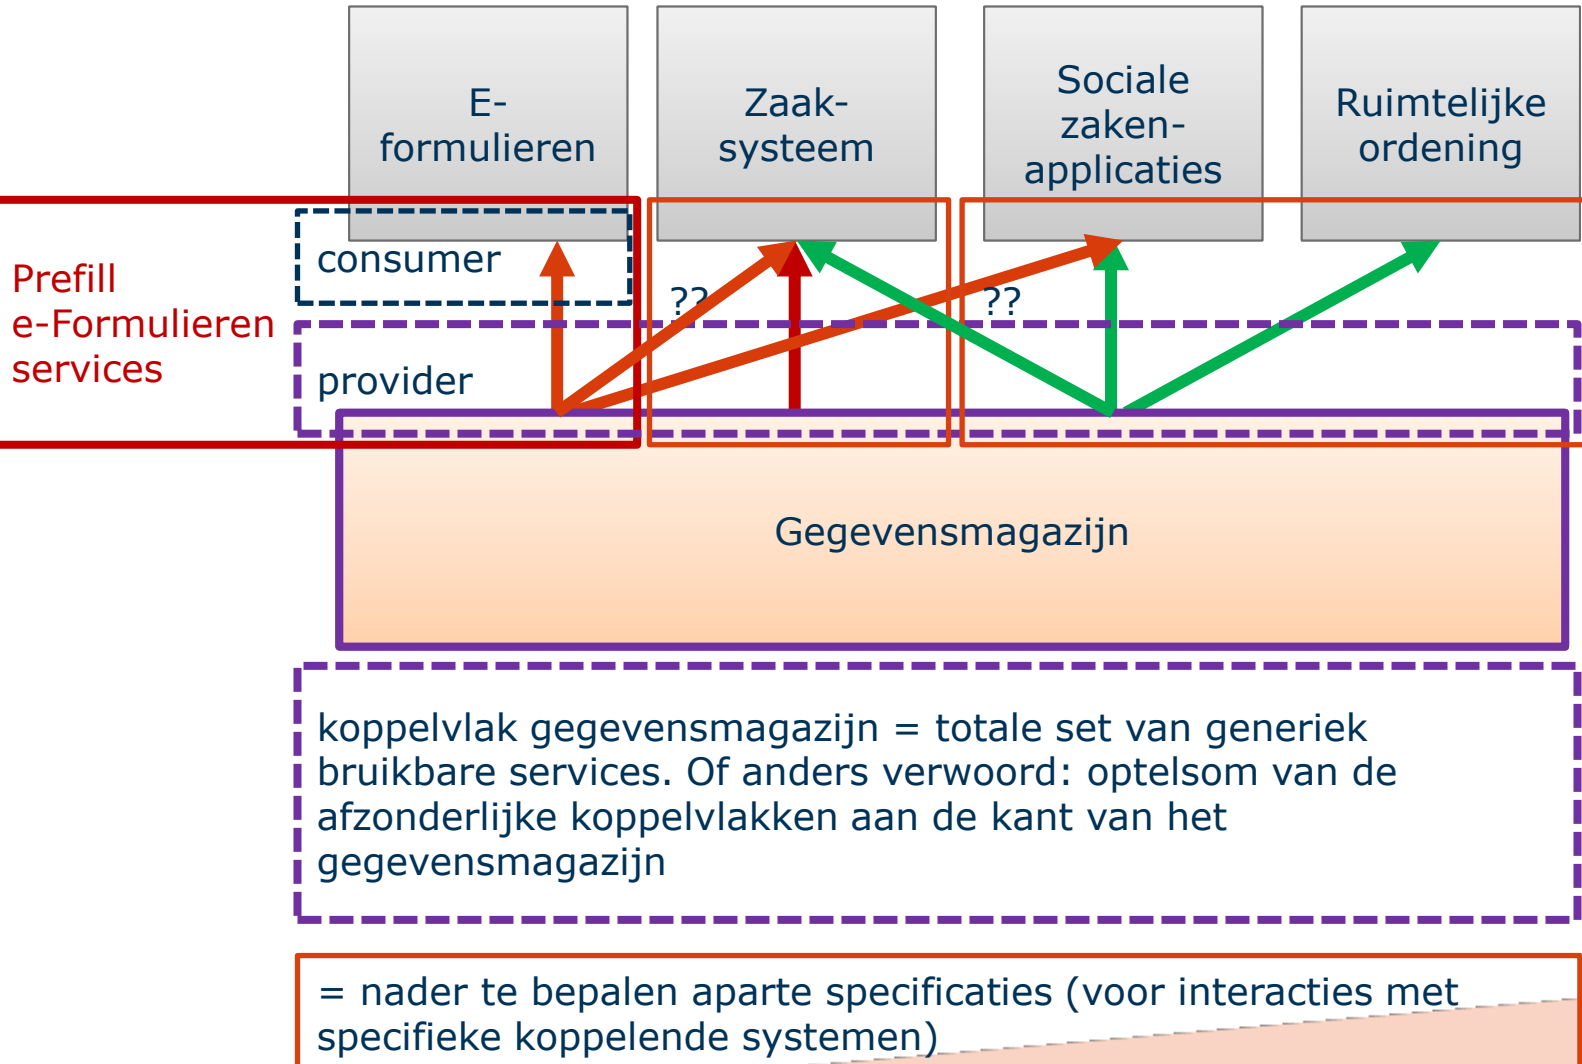 E-
formulieren
Zaak-
systeem
Sociale
zaken-
applicaties
Ruimtelijke
ordening
Prefill
e-Formulieren
services
consumer
??
??
provider
Gegevensmagazijn
koppelvlak gegevensmagazijn = totale set van generiek
bruikbare services. Of anders verwoord: optelsom van de
afzonderlijke koppelvlakken aan de kant van het
gegevensmagazijn
= nader te bepalen aparte specificaties (voor interacties met
specifieke koppelende systemen)